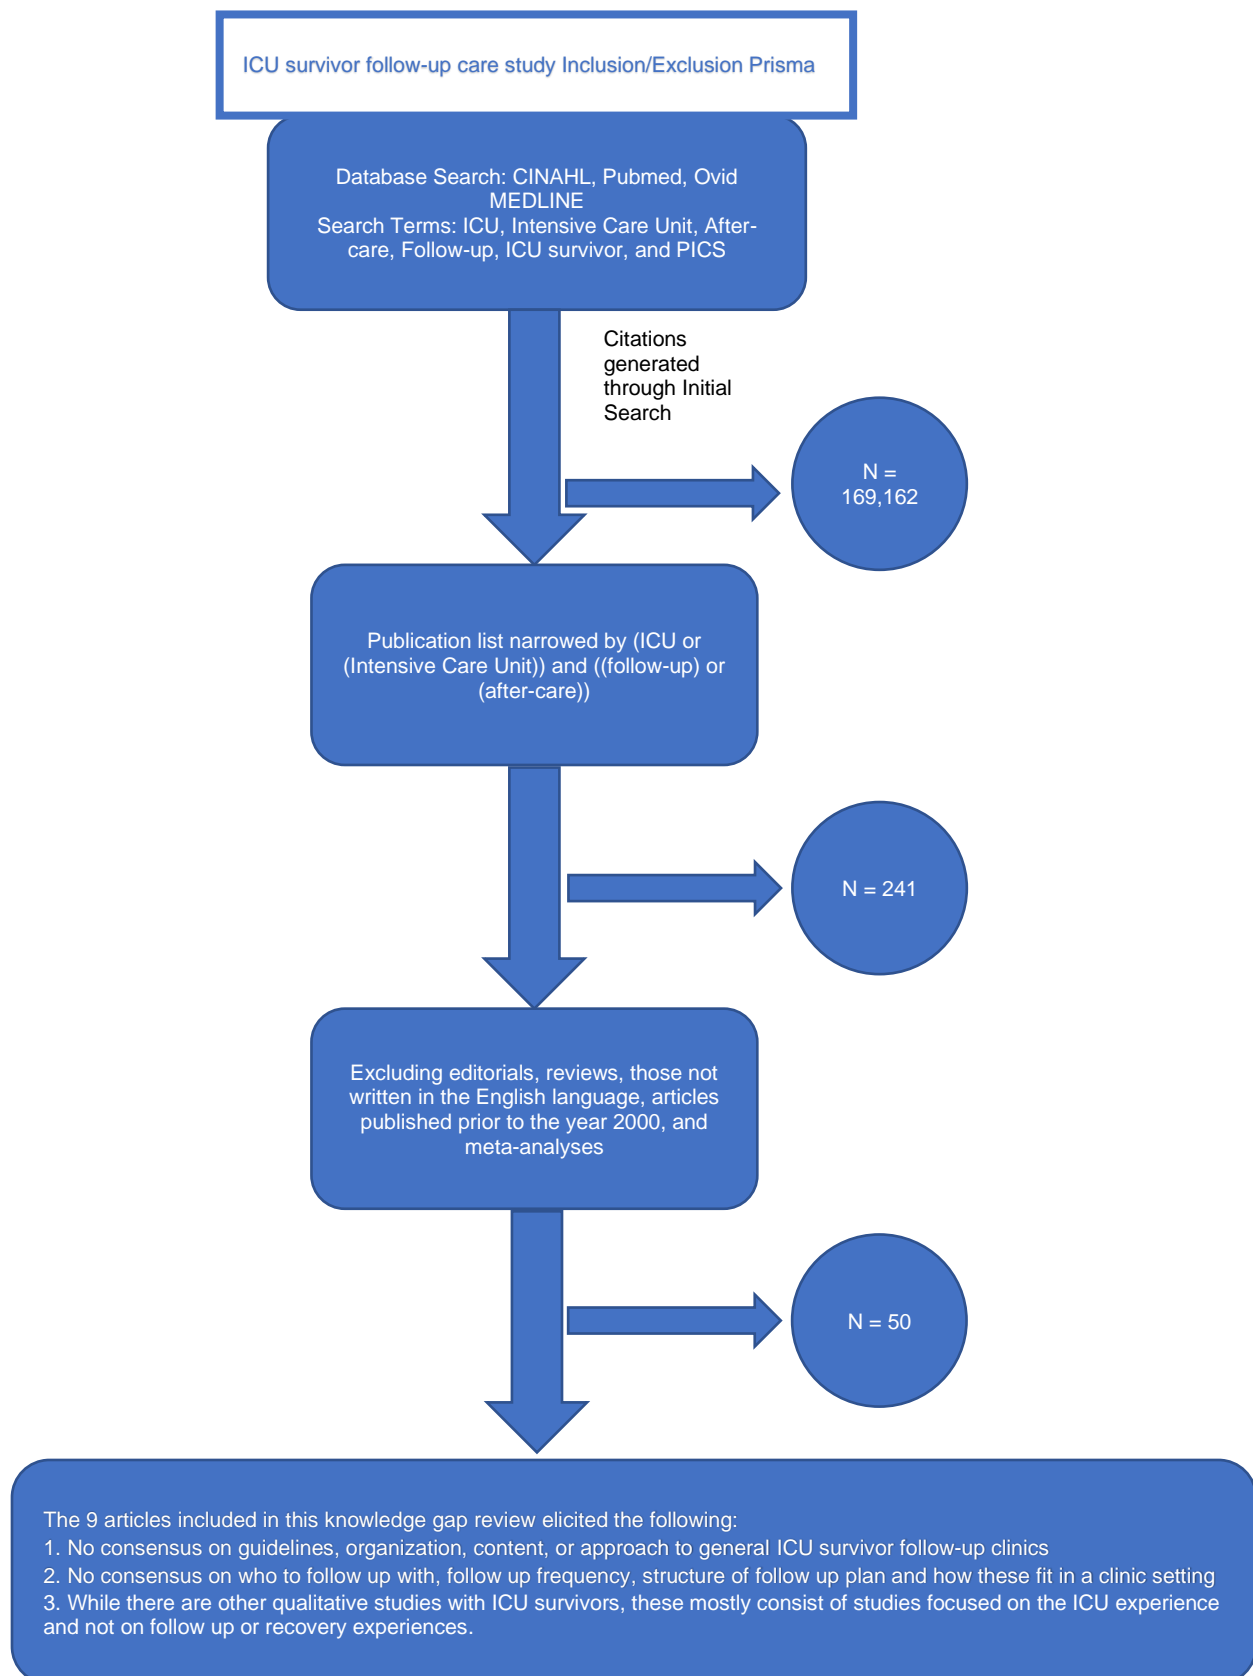 ICU survivor follow-up care study Inclusion/Exclusion Prisma
Database Search: CINAHL, Pubmed, Ovid
MEDLINE
Search Terms: ICU, Intensive Care Unit, After-
care, Follow-up, ICU survivor, and PICS
Citations
generated
through Initial
Search
N =
169,162
Publication list narrowed by (ICU or
(Intensive Care Unit)) and ((follow-up) or
(after-care))
N = 241
Excluding editorials, reviews, those not
written in the English language, articles
published prior to the year 2000, and
meta-analyses
N = 50
The 9 articles included in this knowledge gap review elicited the following:
1. No consensus on guidelines, organization, content, or approach to general ICU survivor follow-up clinics
2. No consensus on who to follow up with, follow up frequency, structure of follow up plan and how these fit in a clinic setting
3. While there are other qualitative studies with ICU survivors, these mostly consist of studies focused on the ICU experience
and not on follow up or recovery experiences.